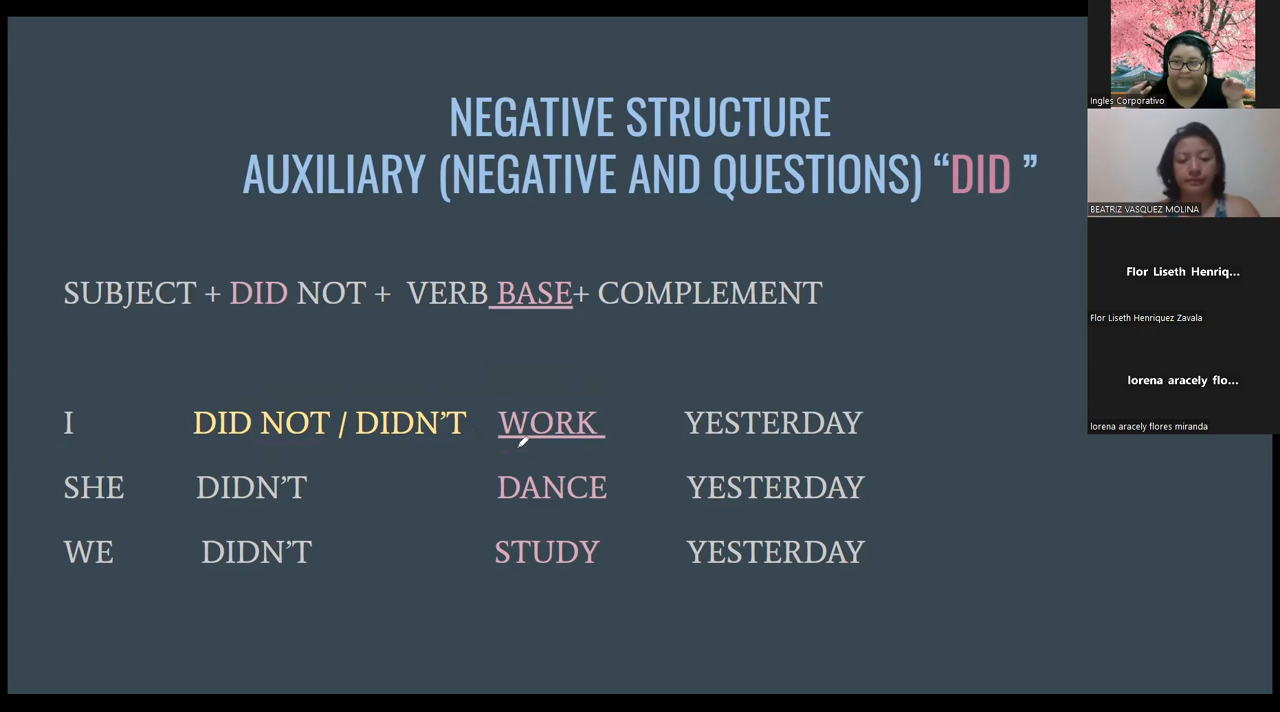 NEGATIVE STRUCTURE
AUXILIARY (NEGATIVE AND QUESTIONS) “DID ”
SUBJECT + DID NOT + VERB BASE+ COMPLEMENT
I DID NOT / DIDN’T WORK YESTERDAY
SHE DIDN’T DANCE YESTERDAY
WE DIDN’T STUDY YESTERDAY
Ingles Corporativo
BEATRIZ VASQUEZ MOLINA
Flor Liseth Henriq...
Flor Liseth Henriquez Zavala
lorena aracely flo...
lorena aracely flores miranda